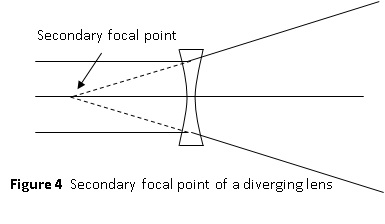 Secondary focal point
Figure 4 Secondary focal point of a diverging lens